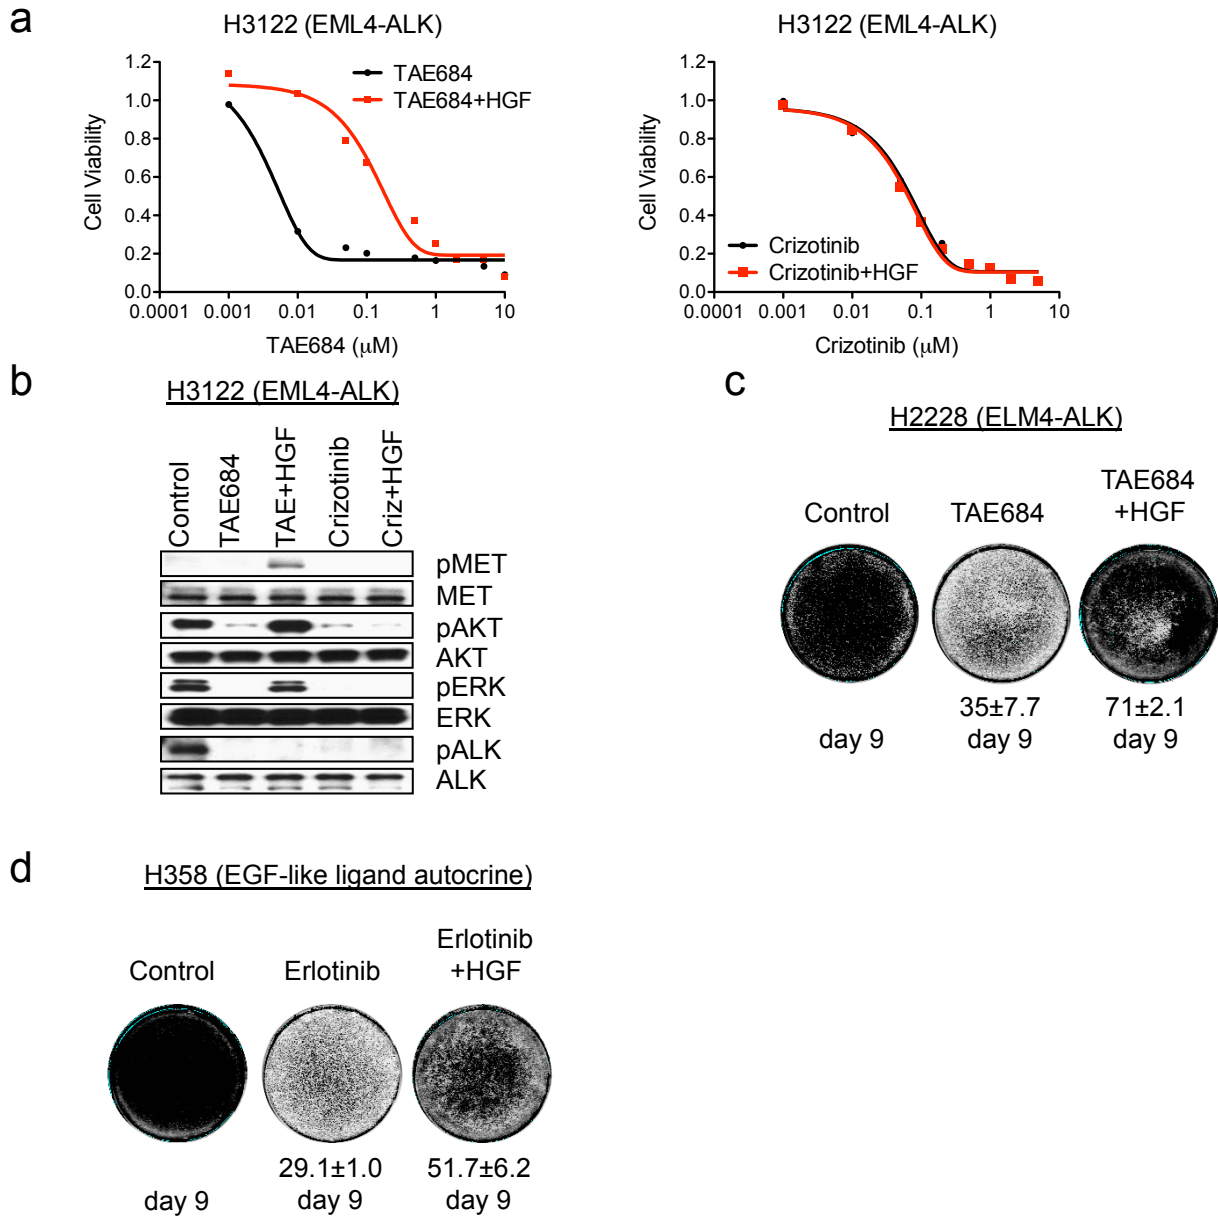 a
H3122 (EML4-ALK)
1.2
1.0
0.8
0.6
0.4
0.2
0.0
Cell Viability
TAE684
TAE684+HGF
0.0001 0.001 0.01 0.1 1 10
TAE684 (μM)
H3122 (EML4-ALK)
1.2
1.0
0.8
0.6
0.4
0.2
0.0
Cell Viability
Crizotinib
Crizotinib+HGF
0.0001 0.001 0.01 0.1 1 10
Crizotinib (μM)
b
H3122 (EML4-ALK)
Control
TAE684
TAE+HGF
Crizotinib
Criz+HGF
pMET
MET
pAKT
AKT
pERK
ERK
pALK
ALK
c
H2228 (ELM4-ALK)
Control
TAE684
TAE684
+HGF
35±7.7
71±2.1
day 9
day 9
day 9
d
H358 (EGF-like ligand autocrine)
Control
Erlotinib
Erlotinib
+HGF
29.1±1.0
51.7±6.2
day 9
day 9
day 9